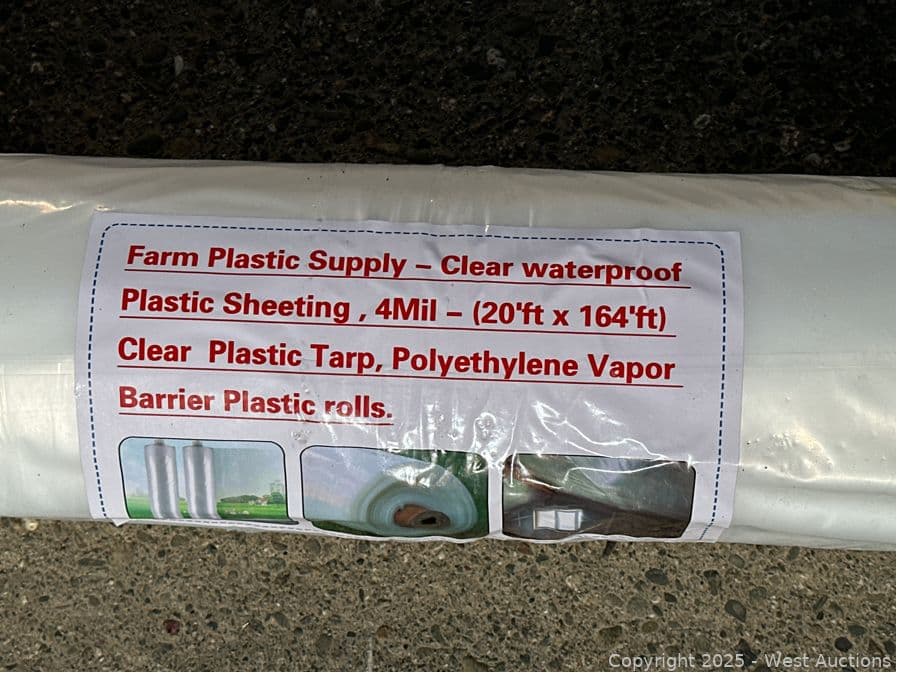 Farm Plastic Supply – Clear waterproof
Plastic Sheeting , 4Mil – (20'ft x 164'ft)
Clear Plastic Tarp, Polyethylene Vapor
Barrier Plastic rolls.
Copyright 2025 - West Auctions